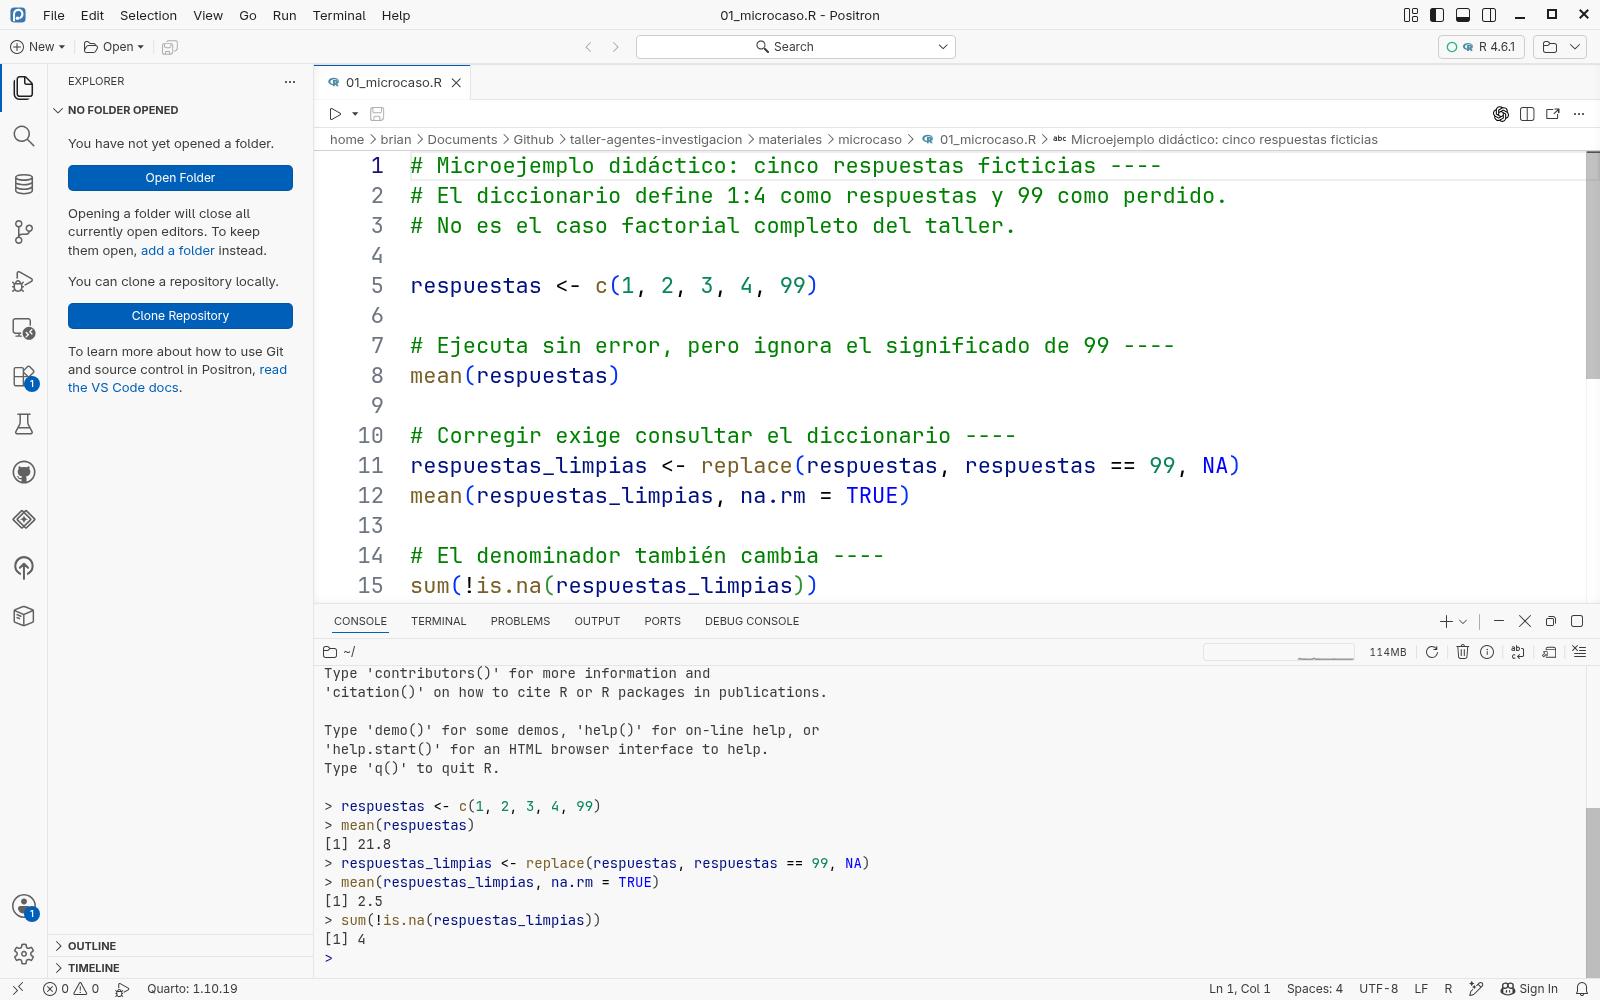 File Edit Selection View Go Run Terminal Help
01_microcaso.R - Positron
New Open
Search
R 4.6.1
EXPLORER
NO FOLDER OPENED
You have not yet opened a folder.
Open Folder
Opening a folder will close all
currently open editors. To keep
them open, add a folder instead.
You can clone a repository locally.
Clone Repository
To learn more about how to use Git
and source control in Positron, read
the VS Code docs.
1
1
OUTLINE
TIMELINE
01_microcaso.R
home > brian > Documents > Github > taller-agentes-investigacion > materiales > microcaso > 01_microcaso.R > abc Microejemplo didáctico: cinco respuestas ficticias
1 # Microejemplo didáctico: cinco respuestas ficticias ----
2 # El diccionario define 1:4 como respuestas y 99 como perdido.
3 # No es el caso factorial completo del taller.
4
5 respuestas <- c(1, 2, 3, 4, 99)
6
7 # Ejecuta sin error, pero ignora el significado de 99 ----
8 mean(respuestas)
9
10 # Corregir exige consultar el diccionario ----
11 respuestas_limpias <- replace(respuestas, respuestas == 99, NA)
12 mean(respuestas_limpias, na.rm = TRUE)
13
14 # El denominador también cambia ----
15 sum(!is.na(respuestas_limpias))
CONSOLE TERMINAL PROBLEMS OUTPUT PORTS DEBUG CONSOLE
~/
114MB
Type 'contributors()' for more information and
'citation()' on how to cite R or R packages in publications.
Type 'demo()' for some demos, 'help()' for on-line help, or
'help.start()' for an HTML browser interface to help.
Type 'q()' to quit R.
> respuestas <- c(1, 2, 3, 4, 99)
> mean(respuestas)
[1] 21.8
> respuestas_limpias <- replace(respuestas, respuestas == 99, NA)
> mean(respuestas_limpias, na.rm = TRUE)
[1] 2.5
> sum(!is.na(respuestas_limpias))
[1] 4
>
0 0 Quarto: 1.10.19
Ln 1, Col 1 Spaces: 4 UTF-8 LF R Sign In